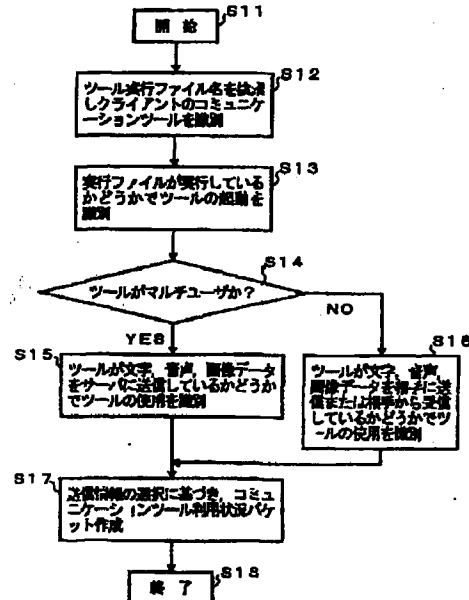 S11
開 始
S12
ツール実行ファイル名を検索
しクライアントのコミュニケ
ーションツールを識別
S13
実行ファイルが実行している
かどうかでツールの起動を
識別
S14
ツールがマルチユーザか?
NO
YES
S15
ツールが文字、音声、画像データ
をサーバに送信しているかどうか
でツールの使用を識別
S16
ツールが文字、音声、
画像データを相手に送
信または相手から受信
しているかどうかでツ
ールの使用を識別
S17
送信情報の選択に基づき、コミュ
ニケーションツール利用状況パケ
ット作成
S18
終 了